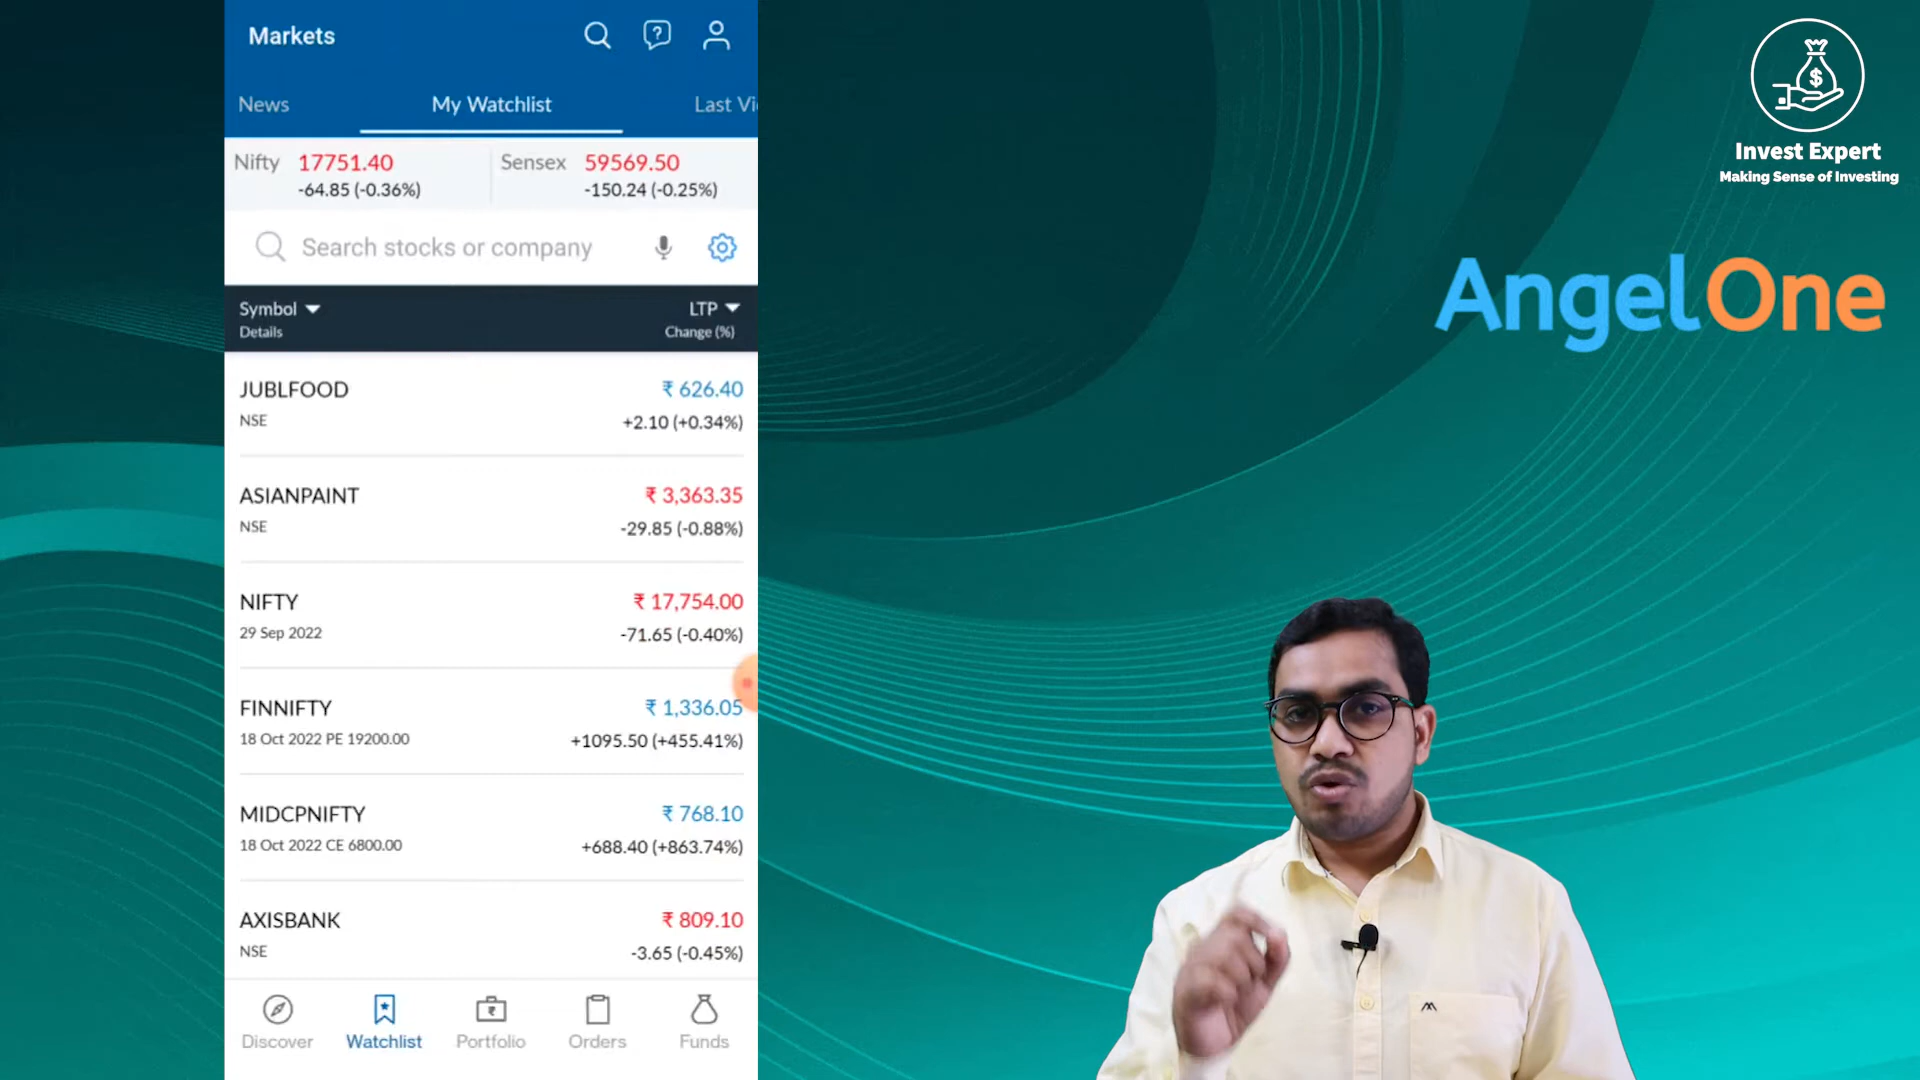 Markets
News
My Watchlist
Last Vi
Nifty 17751.40
-64.85 (-0.36%)
Sensex 59569.50
-150.24 (-0.25%)
Search stocks or company
Symbol
Details
LTP
Change (%)
JUBLFOOD
₹ 626.40
NSE
+2.10 (+0.34%)
ASIANPAINT
₹ 3,363.35
NSE
-29.85 (-0.88%)
NIFTY
₹ 17,754.00
29 Sep 2022
-71.65 (-0.40%)
FINNIFTY
₹ 1,336.05
18 Oct 2022 PE 19200.00
+1095.50 (+455.41%)
MIDCPNIFTY
₹ 768.10
18 Oct 2022 CE 6800.00
+688.40 (+863.74%)
AXISBANK
₹ 809.10
NSE
-3.65 (-0.45%)
Discover
Watchlist
Portfolio
Orders
Funds
Invest Expert
Making Sense of Investing
AngelOne